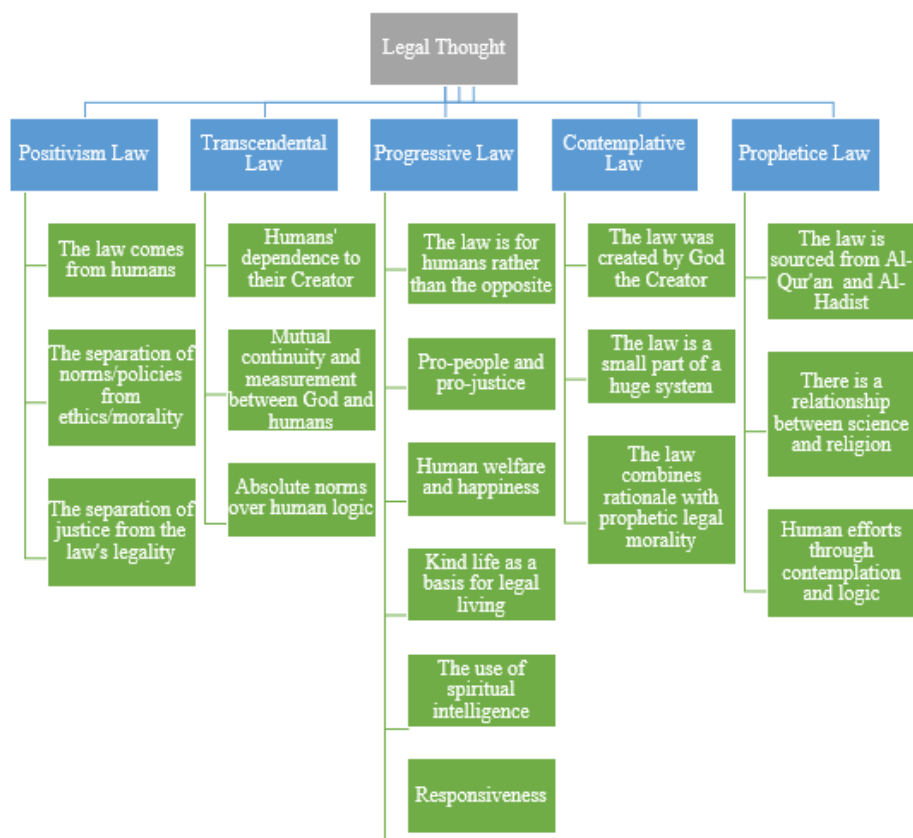 Legal Thought
Positivism Law
Transcendental
Law
Progressive Law
Contemplative
Law
Prophetice Law
The law comes
from humans
The separation of
norms/policies
from
ethics/morality
The separation of
justice from the
law's legality
Humans'
dependence to
their Creator
Mutual
continuity and
measurement
between God and
humans
Absolute norms
over human logic
The law is for
humans rather
than the opposite
Pro-people and
pro-justice
Human welfare
and happiness
Kind life as a
basis for legal
living
The use of
spiritual
intelligence
Responsiveness
The law was
created by God
the Creator
The law is a
small part of a
huge system
The law
combines
rationale with
prophetic legal
morality
The law is
sourced from Al-
Qur'an and Al-
Hadist
There is a
relationship
between science
and religion
Human efforts
through
contemplation
and logic